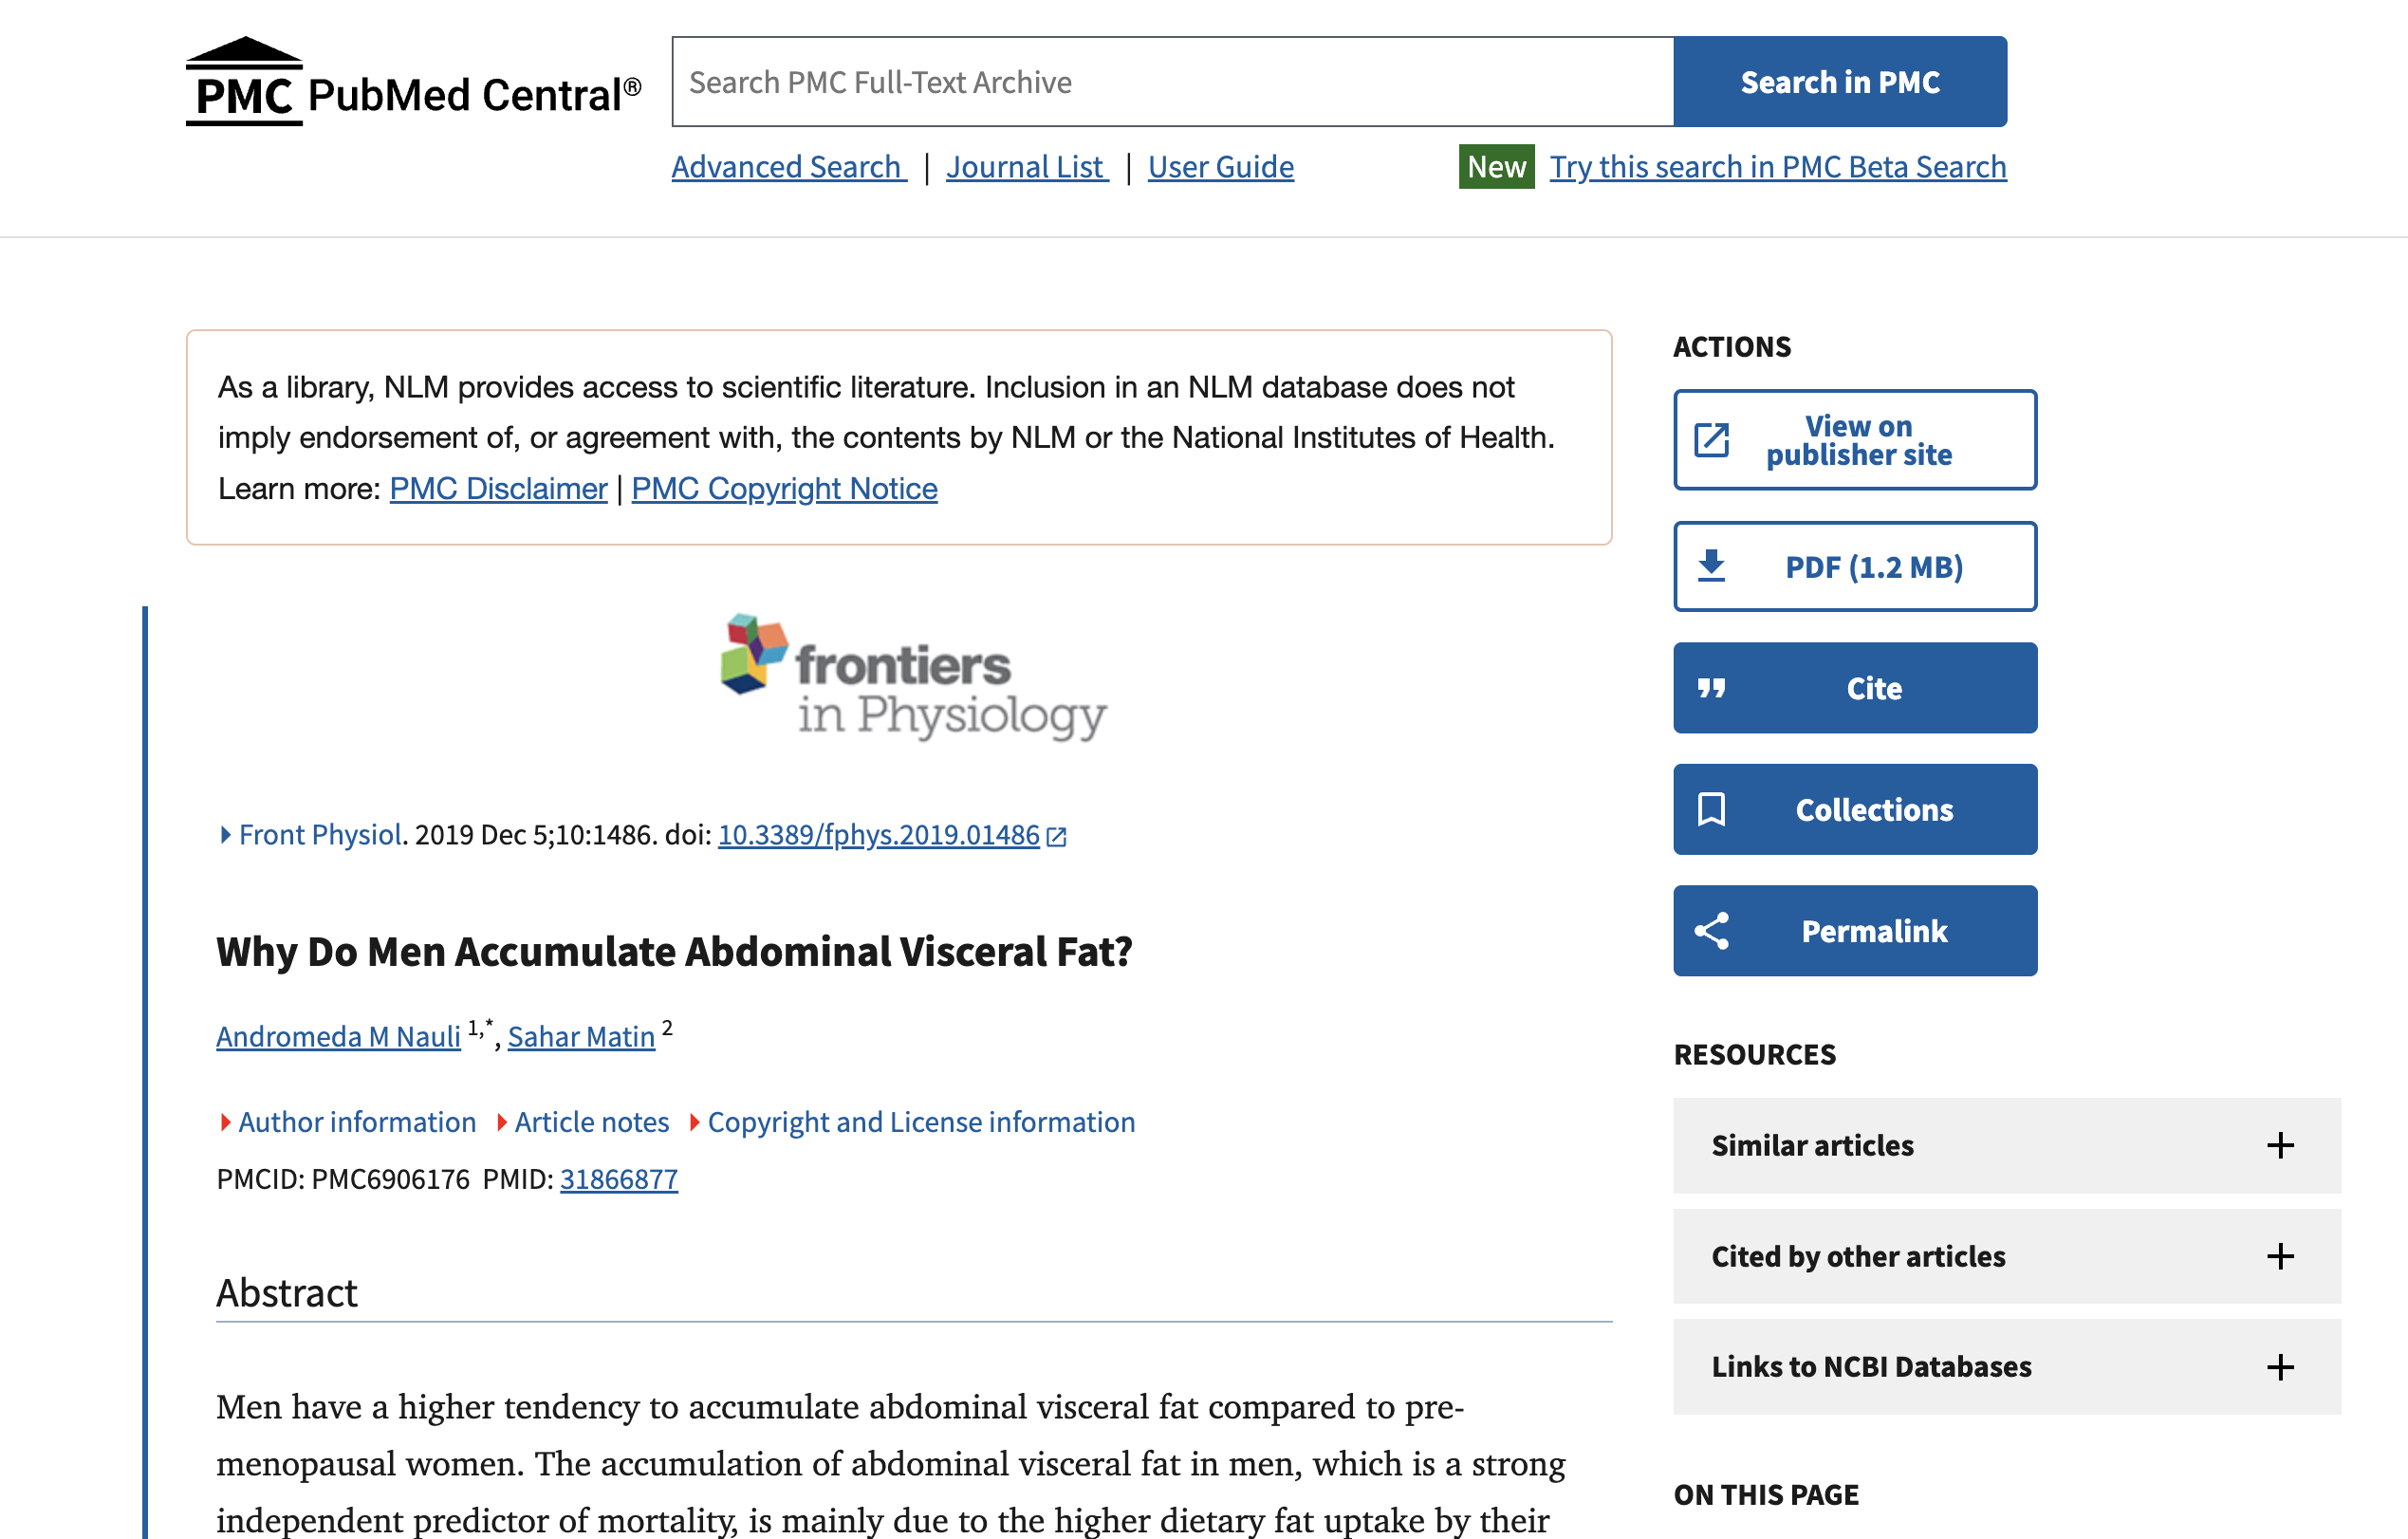 PMC PubMed Central®
Search PMC Full-Text Archive
Search in PMC
Advanced Search | Journal List | User Guide
New Try this search in PMC Beta Search
As a library, NLM provides access to scientific literature. Inclusion in an NLM database does not
imply endorsement of, or agreement with, the contents by NLM or the National Institutes of Health.
Learn more: PMC Disclaimer | PMC Copyright Notice
frontiers
in Physiology
Front Physiol. 2019 Dec 5;10:1486. doi: 10.3389/fphys.2019.01486
Why Do Men Accumulate Abdominal Visceral Fat?
Andromeda M Nauli 1,*, Sahar Matin 2
Author information Article notes Copyright and License information
PMCID: PMC6906176 PMID: 31866877
Abstract
Men have a higher tendency to accumulate abdominal visceral fat compared to pre-
menopausal women. The accumulation of abdominal visceral fat in men, which is a strong
independent predictor of mortality, is mainly due to the higher dietary fat uptake by their
ACTIONS
View on
publisher site
PDF (1.2 MB)
Cite
Collections
Permalink
RESOURCES
Similar articles
Cited by other articles
Links to NCBI Databases
ON THIS PAGE